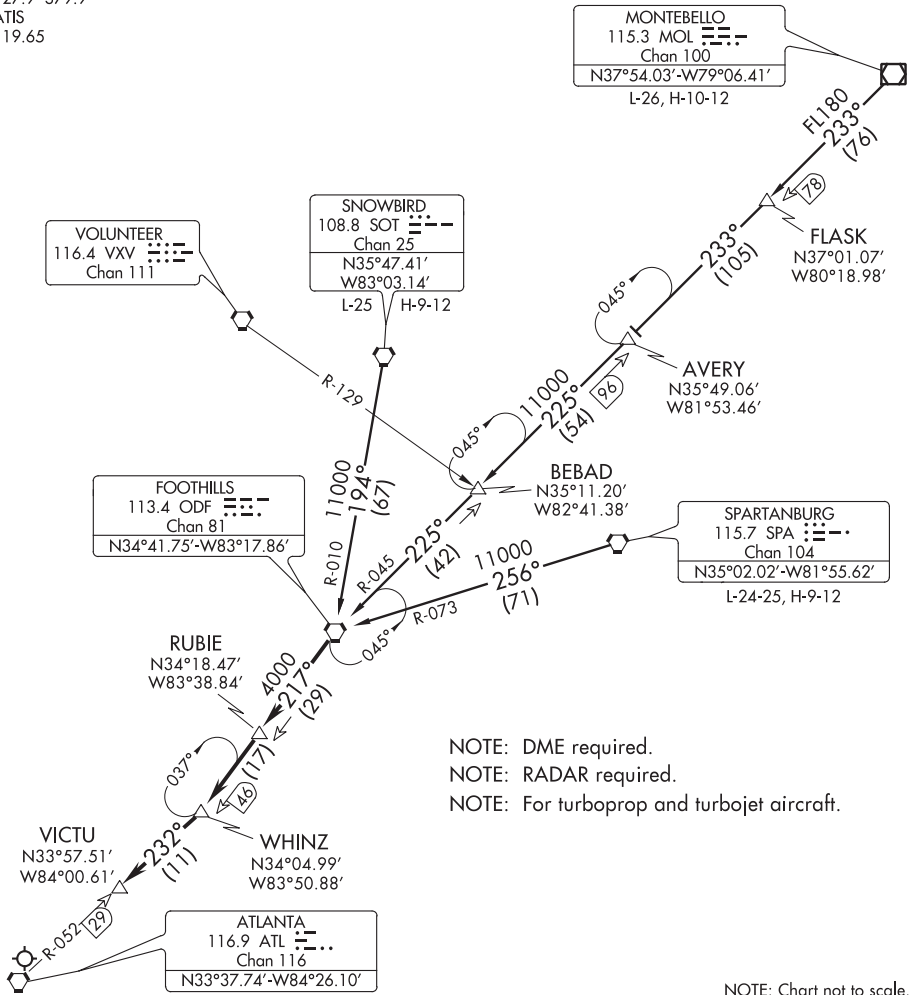 ATIS
19.65
MONTEBELLO
115.3 MOL
Chan 100
N37°54.03'-W79°06.41'
L-26, H-10-12
FL180
233°
(76)
78
FLASK
N37°01.07'
W80°18.98'
SNOWBIRD
108.8 SOT
Chan 25
N35°47.41'
W83°03.14'
L-25 H-9-12
VOLUNTEER
116.4 VXV
Chan 111
233°
(105)
045°
AVERY
N35°49.06'
W81°53.46'
R-129
96
11000
225°
(54)
045°
BEBAD
N35°11.20'
W82°41.38'
11000
194°
(67)
R-010
FOOTHILLS
113.4 ODF
Chan 81
N34°41.75'-W83°17.86'
R-045
225°
(42)
SPARTANBURG
115.7 SPA
Chan 104
N35°02.02'-W81°55.62'
L-24-25, H-9-12
11000
256°
(71)
R-073
045°
RUBIE
N34°18.47'
W83°38.84'
4000
217°
(29)
NOTE: DME required.
NOTE: RADAR required.
NOTE: For turboprop and turbojet aircraft.
037°
(17)
46
WHINZ
N34°04.99'
W83°50.88'
VICTU
N33°57.51'
W84°00.61'
232°
(11)
R-052
29
ATLANTA
116.9 ATL
Chan 116
N33°37.74'-W84°26.10'
NOTE: Chart not to scale.